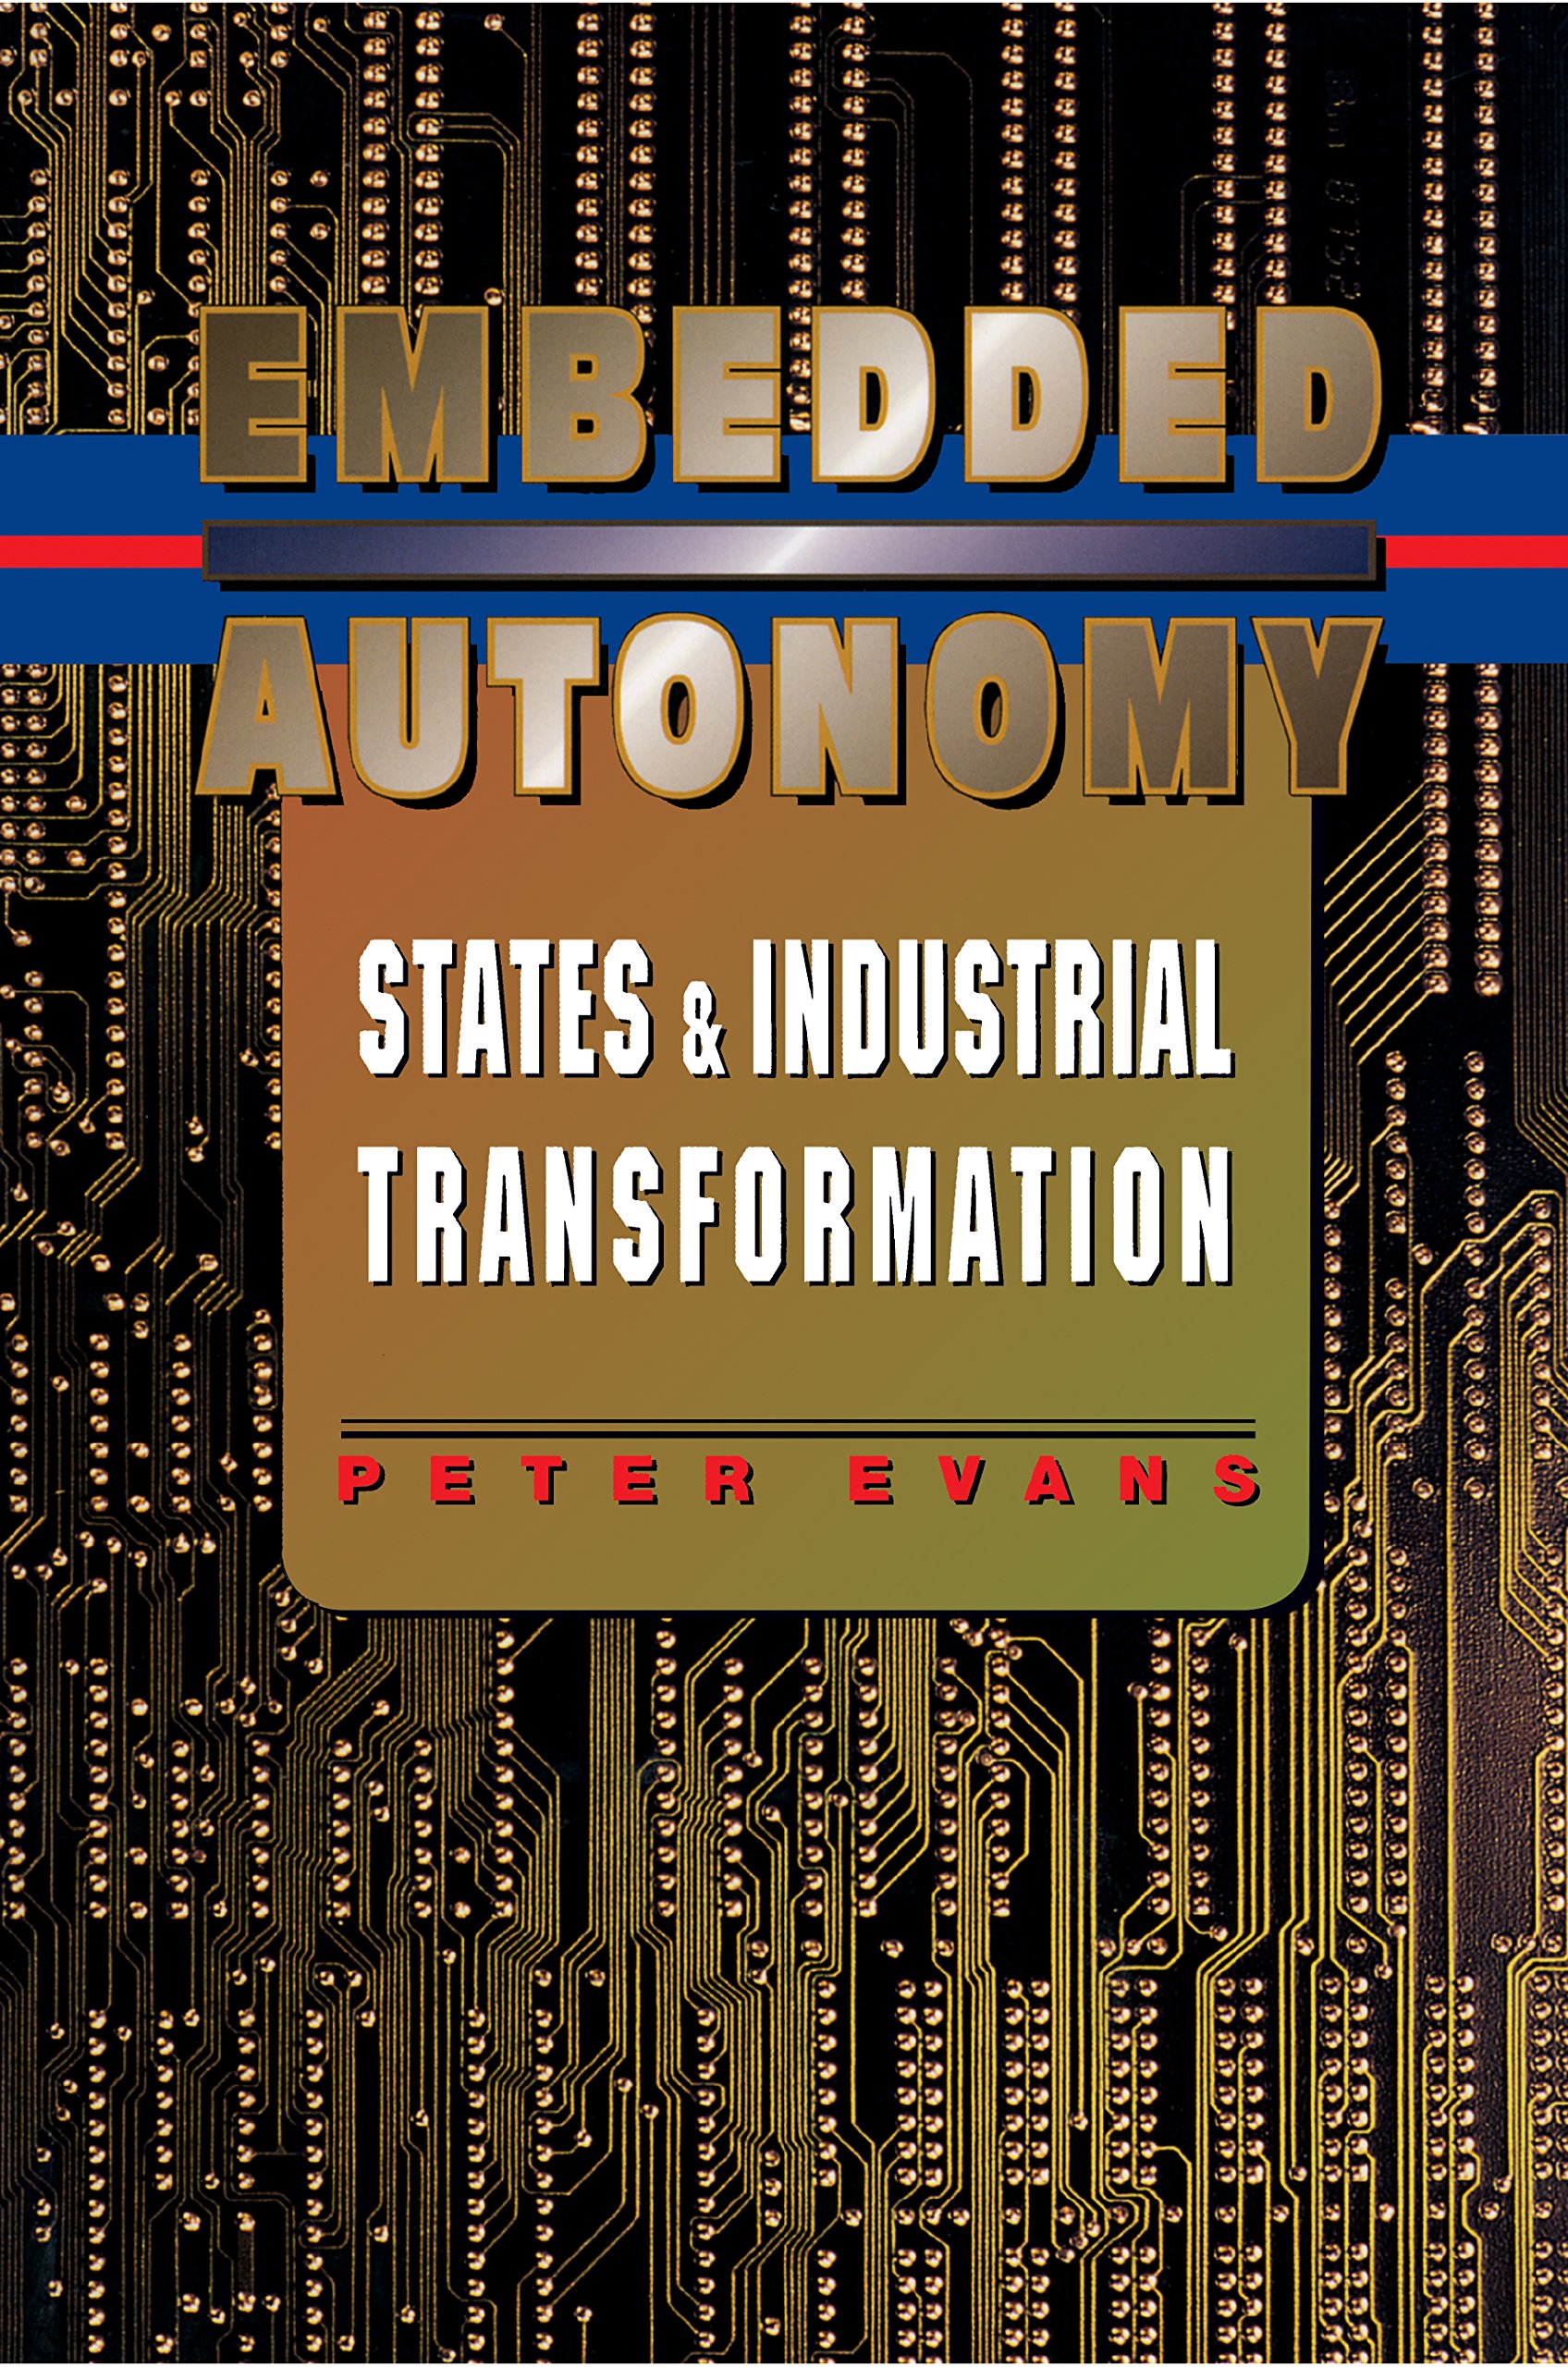 EMBEDDED
AUTONOMY
STATES & INDUSTRIAL
TRANSFORMATION
PETER EVANS